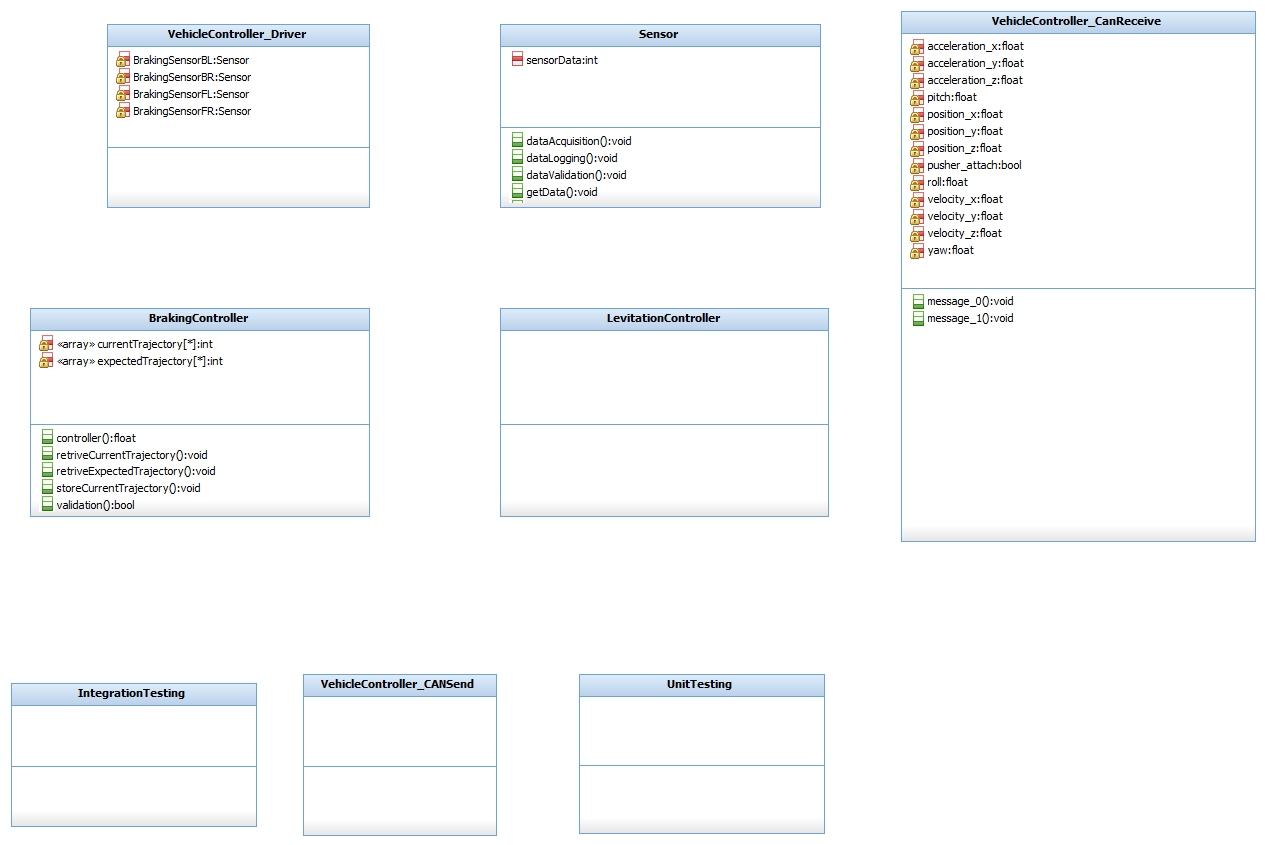 VehicleController_Driver
BrakingSensorBL:Sensor
BrakingSensorBR:Sensor
BrakingSensorFL:Sensor
BrakingSensorFR:Sensor
Sensor
sensorData:int
dataAcquisition():void
dataLogging():void
dataValidation():void
getData():void
VehicleController_CanReceive
acceleration_x:float
acceleration_y:float
acceleration_z:float
pitch:float
position_x:float
position_y:float
position_z:float
pusher_attach:bool
roll:float
velocity_x:float
velocity_y:float
velocity_z:float
yaw:float
message_0():void
message_1():void
BrakingController
«array» currentTrajectory[*]:int
«array» expectedTrajectory[*]:int
controller():float
retriveCurrentTrajectory():void
retriveExpectedTrajectory():void
storeCurrentTrajectory():void
validation():bool
LevitationController
IntegrationTesting
VehicleController_CANSend
UnitTesting